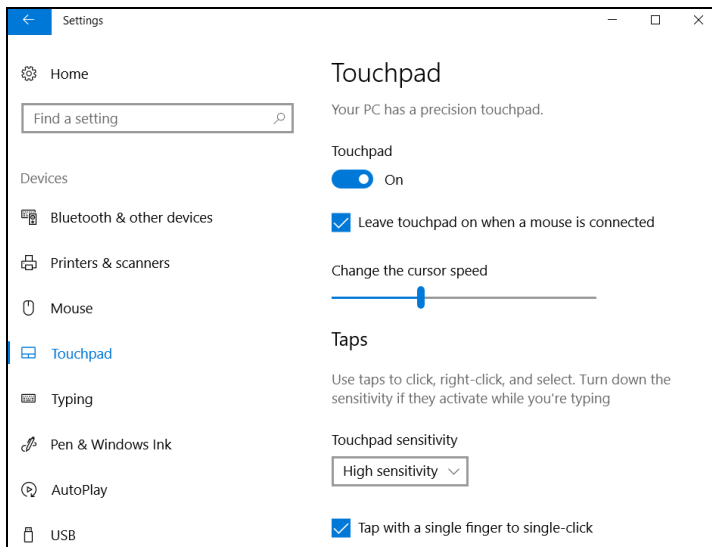 Settings
Home
Find a setting
Devices
Bluetooth & other devices
Printers & scanners
Mouse
Touchpad
Typing
Pen & Windows Ink
AutoPlay
USB
Touchpad
Your PC has a precision touchpad.
Touchpad
On
Leave touchpad on when a mouse is connected
Change the cursor speed
Taps
Use taps to click, right-click, and select. Turn down the
sensitivity if they activate while you're typing
Touchpad sensitivity
High sensitivity
Tap with a single finger to single-click